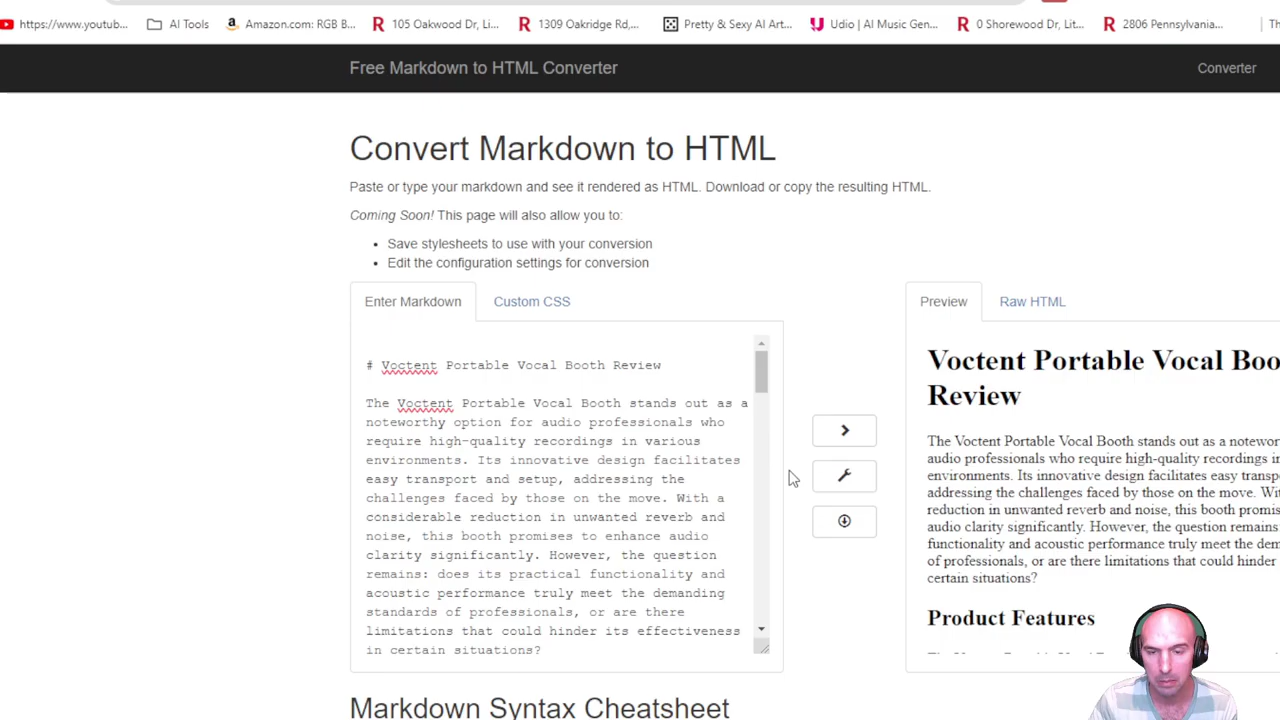 https://www.youtub...
AI Tools
Amazon.com: RGB B...
105 Oakwood Dr, Li...
1309 Oakridge Rd,...
Pretty & Sexy AI Art...
Udio | AI Music Gen...
0 Shorewood Dr, Lit...
2806 Pennsylvania...
Th
Free Markdown to HTML Converter
Converter
Convert Markdown to HTML
Paste or type your markdown and see it rendered as HTML. Download or copy the resulting HTML.
Coming Soon! This page will also allow you to:
Save stylesheets to use with your conversion
Edit the configuration settings for conversion
Enter Markdown
Custom CSS
# Voctent Portable Vocal Booth Review
The Voctent Portable Vocal Booth stands out as a
noteworthy option for audio professionals who
require high-quality recordings in various
environments. Its innovative design facilitates
easy transport and setup, addressing the
challenges faced by those on the move. With a
considerable reduction in unwanted reverb and
noise, this booth promises to enhance audio
clarity significantly. However, the question
remains: does its practical functionality and
acoustic performance truly meet the demanding
standards of professionals, or are there
limitations that could hinder its effectiveness
in certain situations?
Preview
Raw HTML
Voctent Portable Vocal Boo
Review
The Voctent Portable Vocal Booth stands out as a notewor
audio professionals who require high-quality recordings in
environments. Its innovative design facilitates easy transpo
addressing the challenges faced by those on the move. Wit
reduction in unwanted reverb and noise, this booth promis
audio clarity significantly. However, the question remains:
functionality and acoustic performance truly meet the dem
of professionals, or are there limitations that could hinder
certain situations?
Product Features
Markdown Syntax Cheatsheet